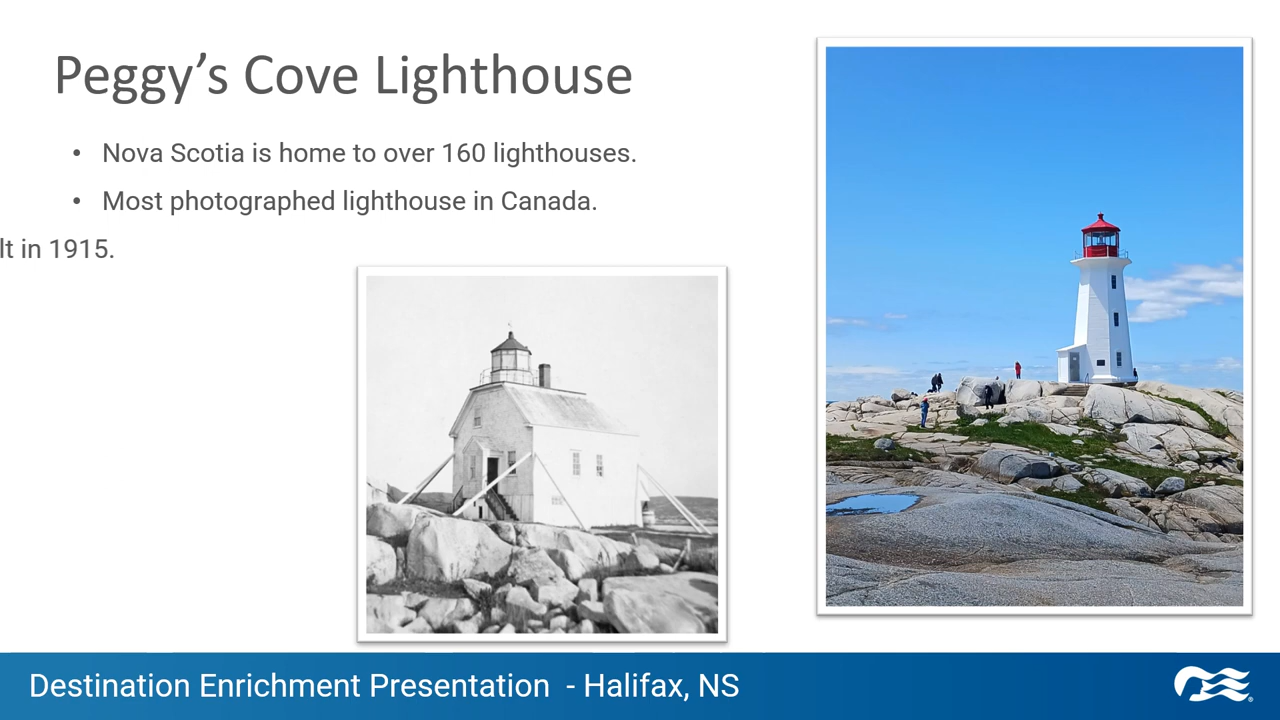 Peggy’s Cove Lighthouse
• Nova Scotia is home to over 160 lighthouses.
• Most photographed lighthouse in Canada.
lt in 1915.
Destination Enrichment Presentation - Halifax, NS